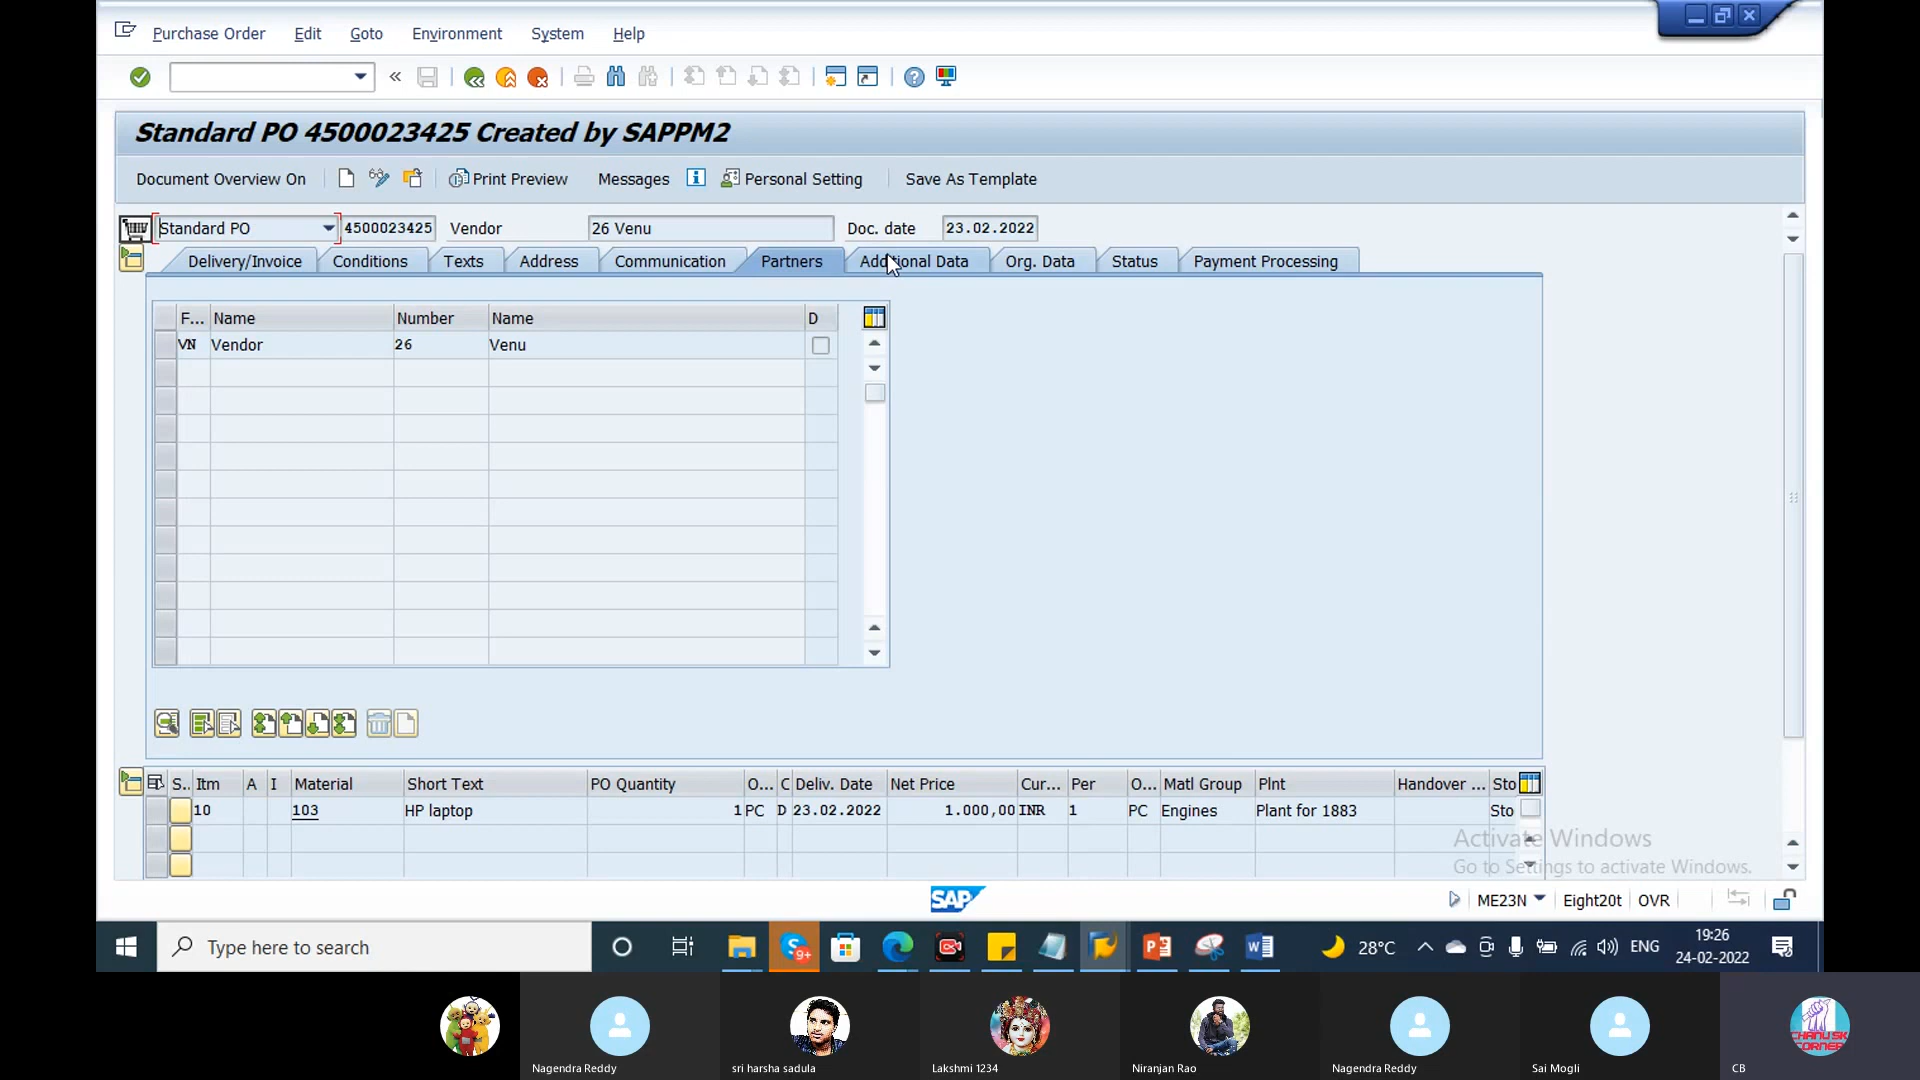 Purchase Order Edit Goto Environment System Help
Standard PO 4500023425 Created by SAPPM2
Document Overview On Print Preview Messages Personal Setting Save As Template
Standard PO 4500023425 Vendor 26 Venu Doc. date 23.02.2022
Delivery/Invoice Conditions Texts Address Communication Partners Additional Data Org. Data Status Payment Processing
F... Name Number Name D
VN Vendor 26 Venu
S.. Itm A I Material Short Text PO Quantity O... C Deliv. Date Net Price Cur... Per O... Matl Group Plnt Handover ... Sto
10 103 HP laptop 1 PC D 23.02.2022 1.000,00 INR 1 PC Engines Plant for 1883 Sto
Activate Windows
Go to Settings to activate Windows.
SAP ME23N Eight20t OVR
Type here to search 9+ 28°C ENG 19:26
24-02-2022
CHANU SK
CORNER
Nagendra Reddy sri harsha sadula Lakshmi 1234 Niranjan Rao Nagendra Reddy Sai Mogli CB